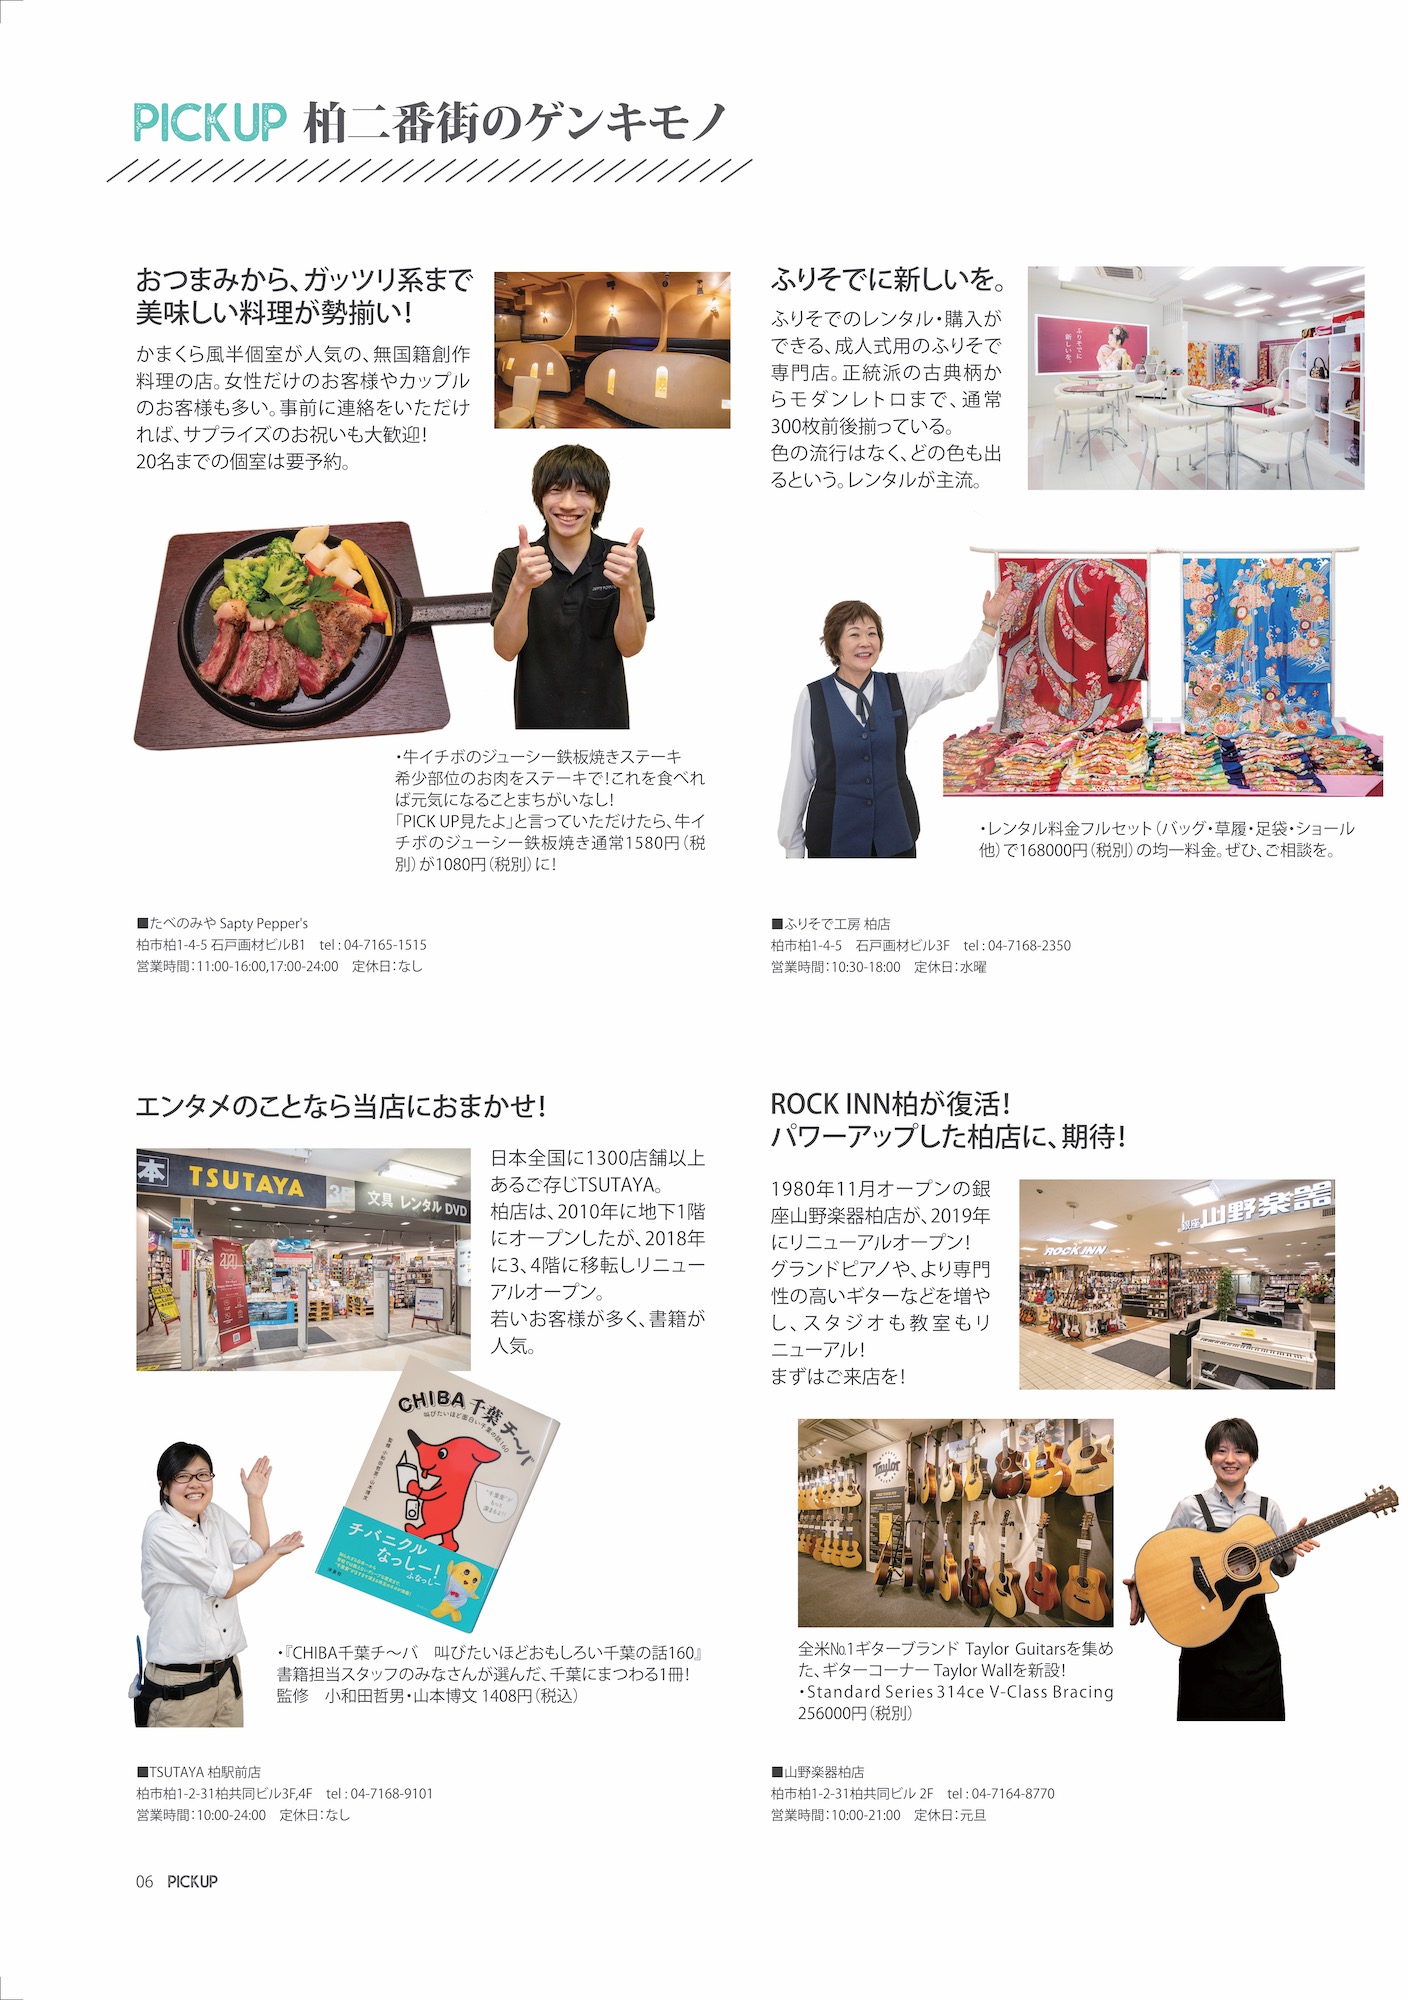 PICKUP 柏二番街のゲンキモノ
おつまみから、ガッツリ系まで
美味しい料理が勢揃い！
かまくら風半個室が人気の、無国籍創作
料理の店。女性だけのお客様やカップル
のお客様も多い。事前に連絡をいただけ
れば、サプライズのお祝いも大歓迎！
20名までの個室は要予約。
・牛イチボのジューシー鉄板焼きステーキ
希少部位のお肉をステーキで！これを食べれ
ば元気になることまちがいなし！
「PICK UP見たよ」と言っていただけたら、牛イ
チボのジューシー鉄板焼き通常1580円（税
別）が1080円（税別）に！
■たべのみや Sapty Pepper's
柏市柏1-4-5 石戸画材ビルB1　tel : 04-7165-1515
営業時間：11:00-16:00,17:00-24:00　定休日：なし
ふりそでに新しいを。
ふりそでのレンタル・購入が
できる、成人式用のふりそで
専門店。正統派の古典柄か
らモダンレトロまで、通常
300枚前後揃っている。
色の流行はなく、どの色も出
るという。レンタルが主流。
ふりそでに
新しいを。
・レンタル料金フルセット（バッグ・草履・足袋・ショール
他）で168000円（税別）の均一料金。ぜひ、ご相談を。
■ふりそで工房 柏店
柏市柏1-4-5　石戸画材ビル3F　tel : 04-7168-2350
営業時間：10:30-18:00　定休日：水曜
エンタメのことなら当店におまかせ！
本 TSUTAYA 3F 文具 レンタル DVD
日本全国に1300店舗以上
あるご存じTSUTAYA。
柏店は、2010年に地下1階
にオープンしたが、2018年
に3、4階に移転しリニュー
アルオープン。
若いお客様が多く、書籍が
人気。
CHIBA 千葉 チ〜バ
叫びたいほど面白い千葉の話160
監修 小和田哲男・山本博文
チバニクル
なっしー！
ふなっしー
・『CHIBA千葉チ〜バ　叫びたいほどおもしろい千葉の話160』
書籍担当スタッフのみなさんが選んだ、千葉にまつわる1冊！
監修　小和田哲男・山本博文 1408円（税込）
■TSUTAYA 柏駅前店
柏市柏1-2-31柏共同ビル3F,4F　tel : 04-7168-9101
営業時間：10:00-24:00　定休日：なし
ROCK INN柏が復活！
パワーアップした柏店に、期待！
1980年11月オープンの銀
座山野楽器柏店が、2019年
にリニューアルオープン！
グランドピアノや、より専門
性の高いギターなどを増や
し、スタジオも教室もリ
ニューアル！
まずはご来店を！
銀座 山野楽器
ROCK INN
Taylor
全米No.1ギターブランド Taylor Guitarsを集め
た、ギターコーナー Taylor Wallを新設！
・Standard Series 314ce V-Class Bracing
256000円（税別）
■山野楽器柏店
柏市柏1-2-31柏共同ビル 2F　tel : 04-7164-8770
営業時間：10:00-21:00　定休日：元旦
06 PICKUP